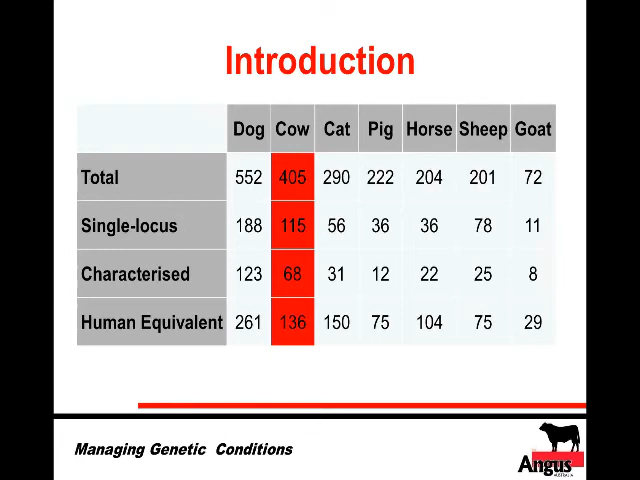 Introduction
Dog Cow Cat Pig Horse Sheep Goat
Total 552 405 290 222 204 201 72
Single-locus 188 115 56 36 36 78 11
Characterised 123 68 31 12 22 25 8
Human Equivalent 261 136 150 75 104 75 29
Managing Genetic Conditions
Angus
AUSTRALIA